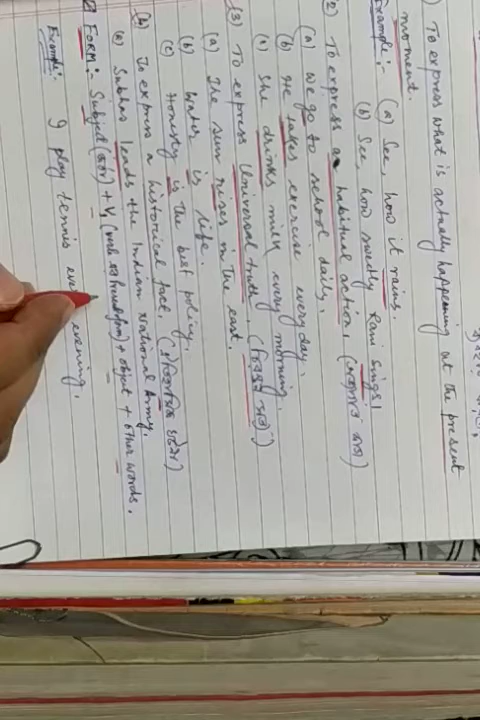 ) To express what is actually happening at the present
moment.
Example:- (a) See, how it rains.
(b) See, how sweetly Rani sings!
2) To express a habitual action,
(a) We go to school daily.
(b) He takes exercise everyday.
(c) She drinks milk every morning.
(3) To express Universal truth.
(a) The sun rises in the east.
(b) Water is life.
(c) Honesty is the best policy.
To express a historical fact.
(a) Subhas leads the Indian National Army.
FORM:- Subject + V1 + object + other words.
Example:- I play tennis evening.